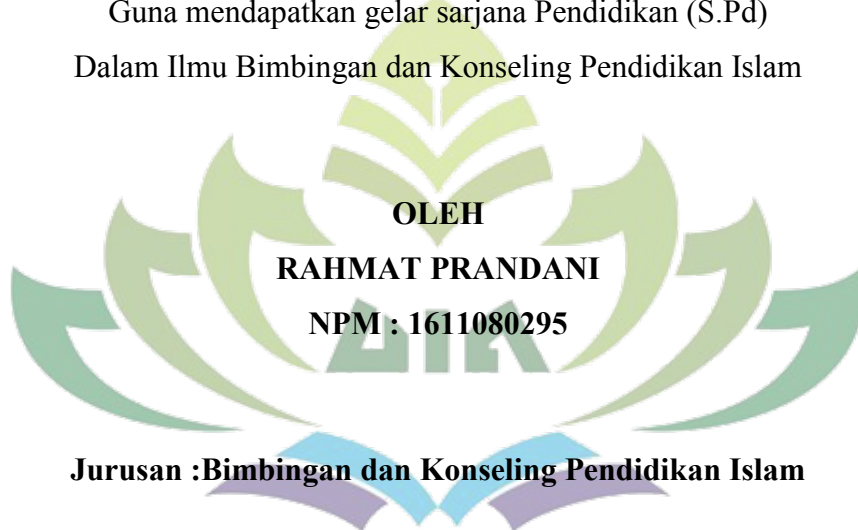 Guna mendapatkan gelar sarjana Pendidikan (S.Pd)
Dalam Ilmu Bimbingan dan Konseling Pendidikan Islam
OLEH
RAHMAT PRANDANI
NPM : 1611080295
UIN
Jurusan :Bimbingan dan Konseling Pendidikan Islam